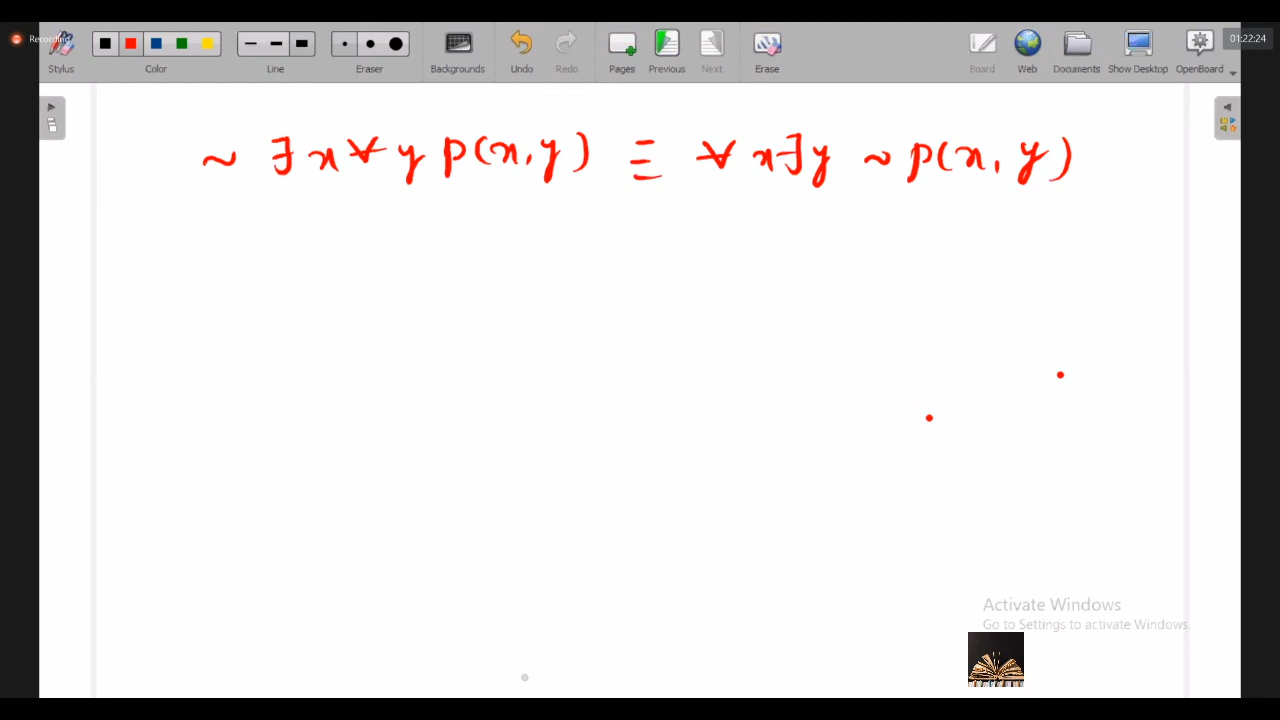 Recording
01:22:24
Stylus Color Line Eraser Backgrounds Undo Redo Pages Previous Next Erase Board Web Documents Show Desktop OpenBoard
~ ∃x∀y p(x,y) ≡ ∀x∃y ~p(x,y)
Activate Windows
Go to Settings to activate Windows.